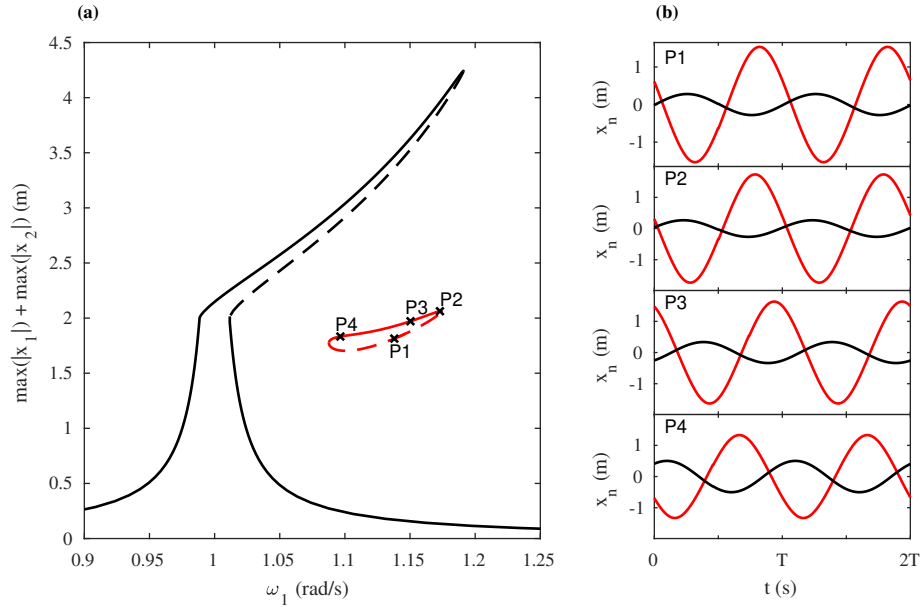 (a)
max(|x1|) + max(|x2|) (m)
4.5
4
3.5
3
2.5
2
1.5
1
0.5
0
P4
P3
P2
P1
0.9
0.95
1
1.05
1.1
1.15
1.2
1.25
ω1 (rad/s)
(b)
P1
xn (m)
1
0
-1
P2
xn (m)
1
0
-1
P3
xn (m)
1
0
-1
P4
xn (m)
1
0
-1
0
T
2T
t (s)